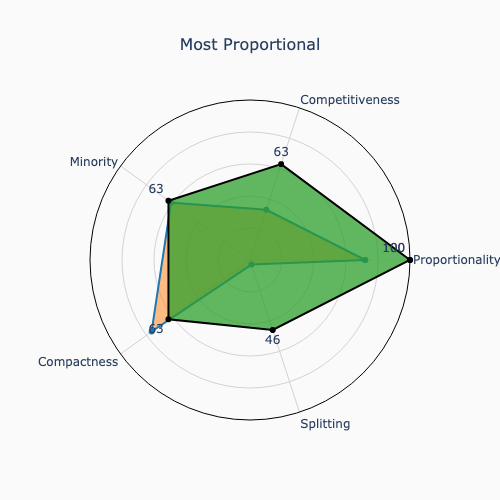 Most Proportional
Competitiveness
63
Minority
63
100
Proportionality
63
46
Compactness
Splitting